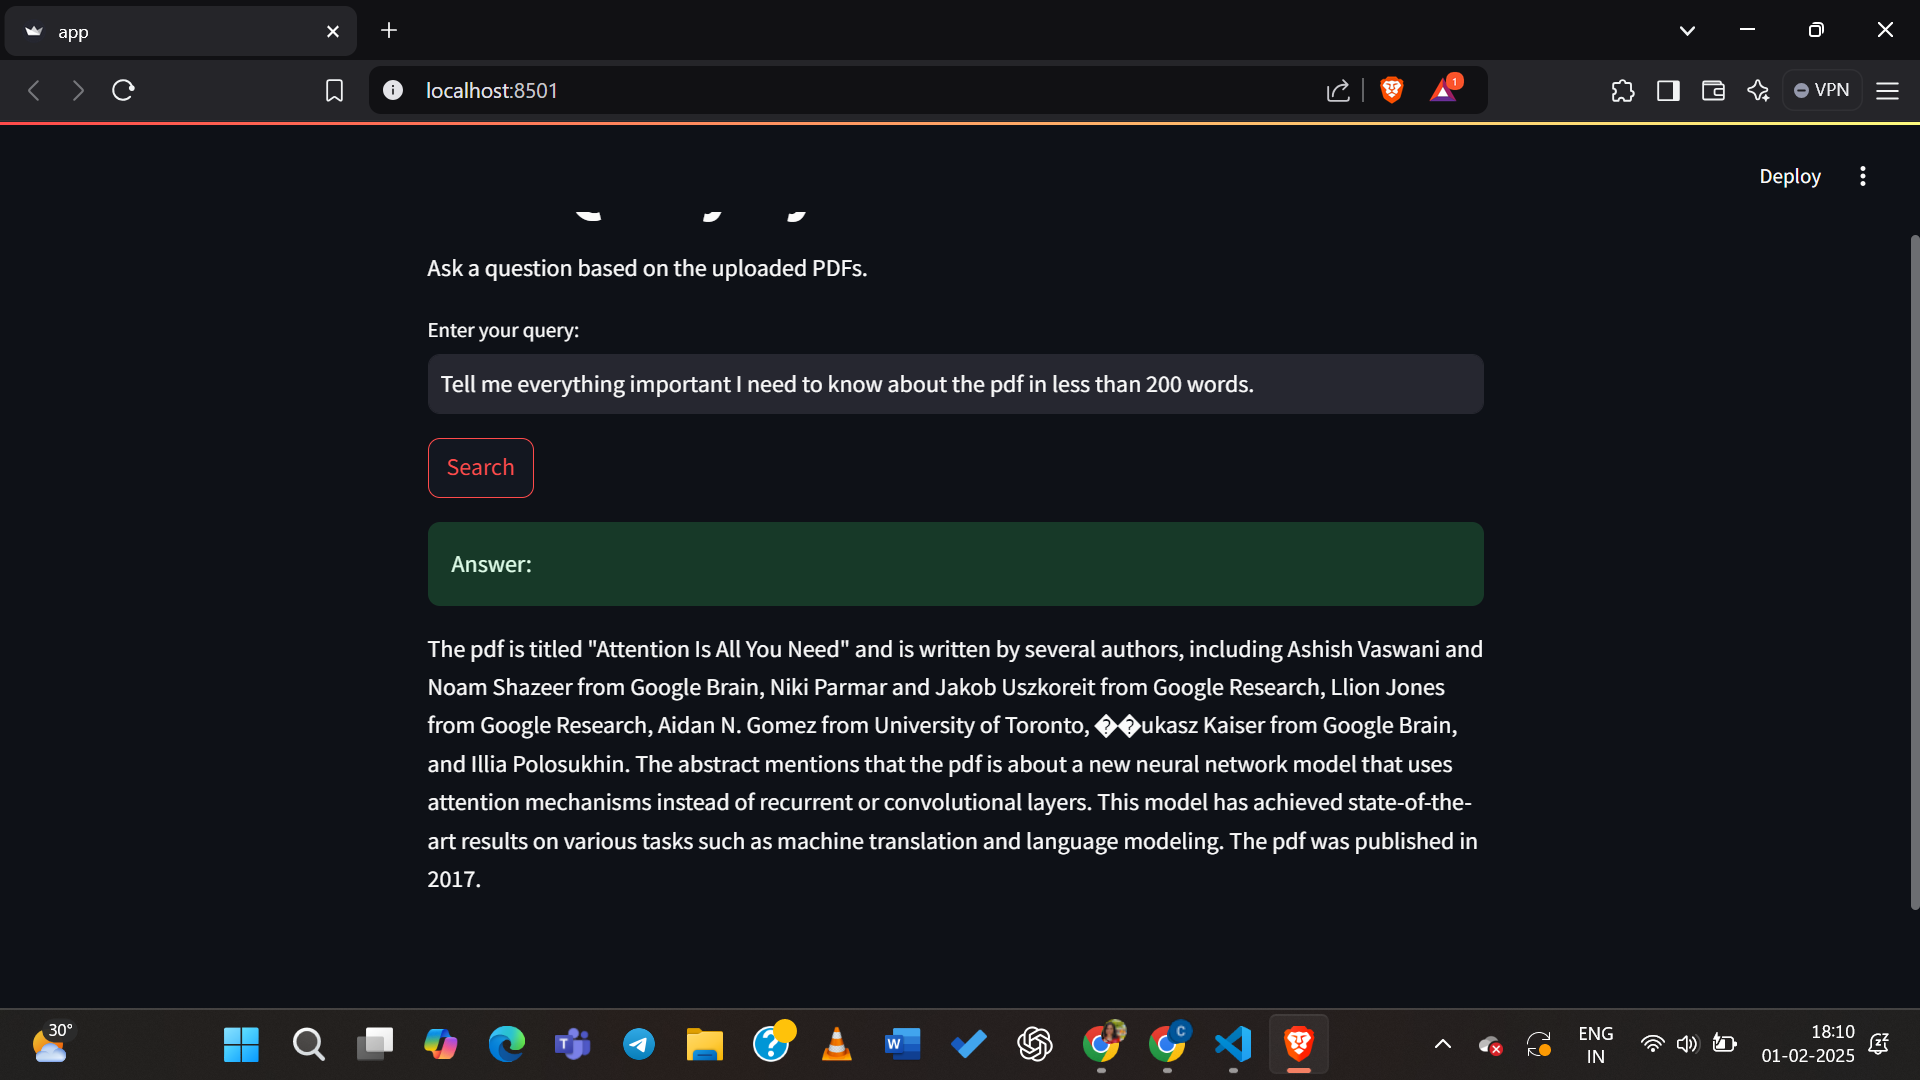 app
localhost:8501
1
VPN
Deploy
Ask a question based on the uploaded PDFs.
Enter your query:
Tell me everything important I need to know about the pdf in less than 200 words.
Search
Answer:
The pdf is titled "Attention Is All You Need" and is written by several authors, including Ashish Vaswani and
Noam Shazeer from Google Brain, Niki Parmar and Jakob Uszkoreit from Google Research, Llion Jones
from Google Research, Aidan N. Gomez from University of Toronto, ��ukasz Kaiser from Google Brain,
and Illia Polosukhin. The abstract mentions that the pdf is about a new neural network model that uses
attention mechanisms instead of recurrent or convolutional layers. This model has achieved state-of-the-
art results on various tasks such as machine translation and language modeling. The pdf was published in
2017.
30°
C
ENG
IN
18:10
01-02-2025